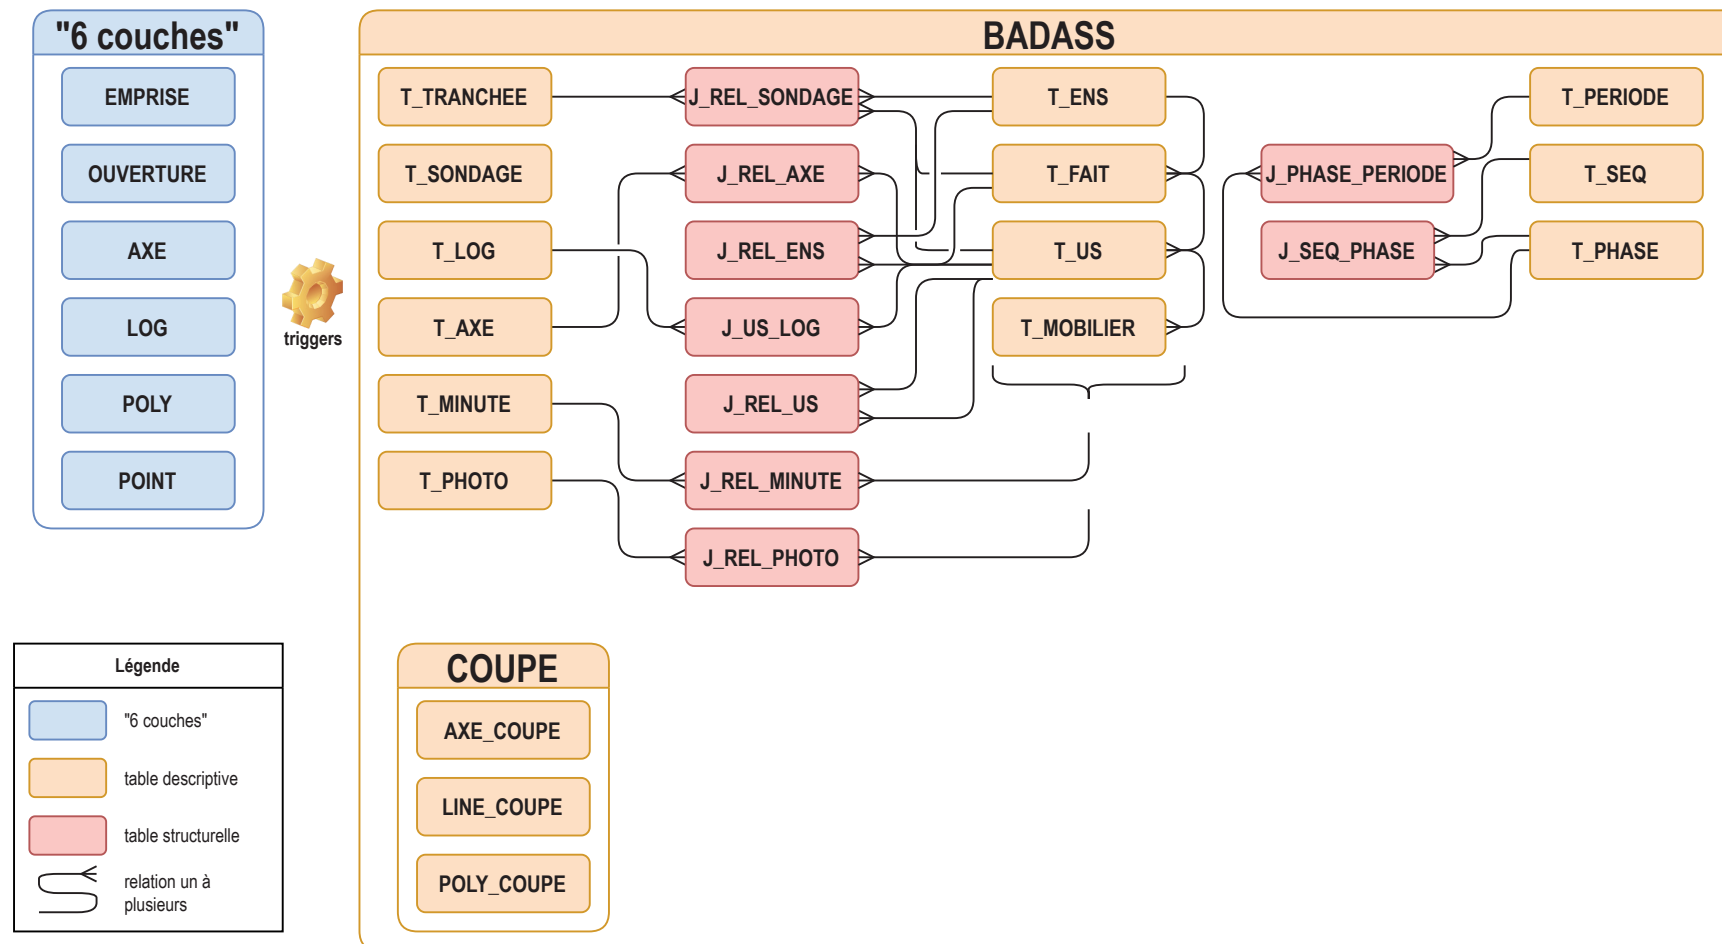 "6 couches"
EMPRISE
OUVERTURE
AXE
LOG
POLY
POINT
triggers
BADASS
T_TRANCHEE
T_SONDAGE
T_LOG
T_AXE
T_MINUTE
T_PHOTO
J_REL_SONDAGE
J_REL_AXE
J_REL_ENS
J_US_LOG
J_REL_US
J_REL_MINUTE
J_REL_PHOTO
T_ENS
T_FAIT
T_US
T_MOBILIER
J_PHASE_PERIODE
J_SEQ_PHASE
T_PERIODE
T_SEQ
T_PHASE
COUPE
AXE_COUPE
LINE_COUPE
POLY_COUPE
Légende
"6 couches"
table descriptive
table structurelle
relation un à
plusieurs